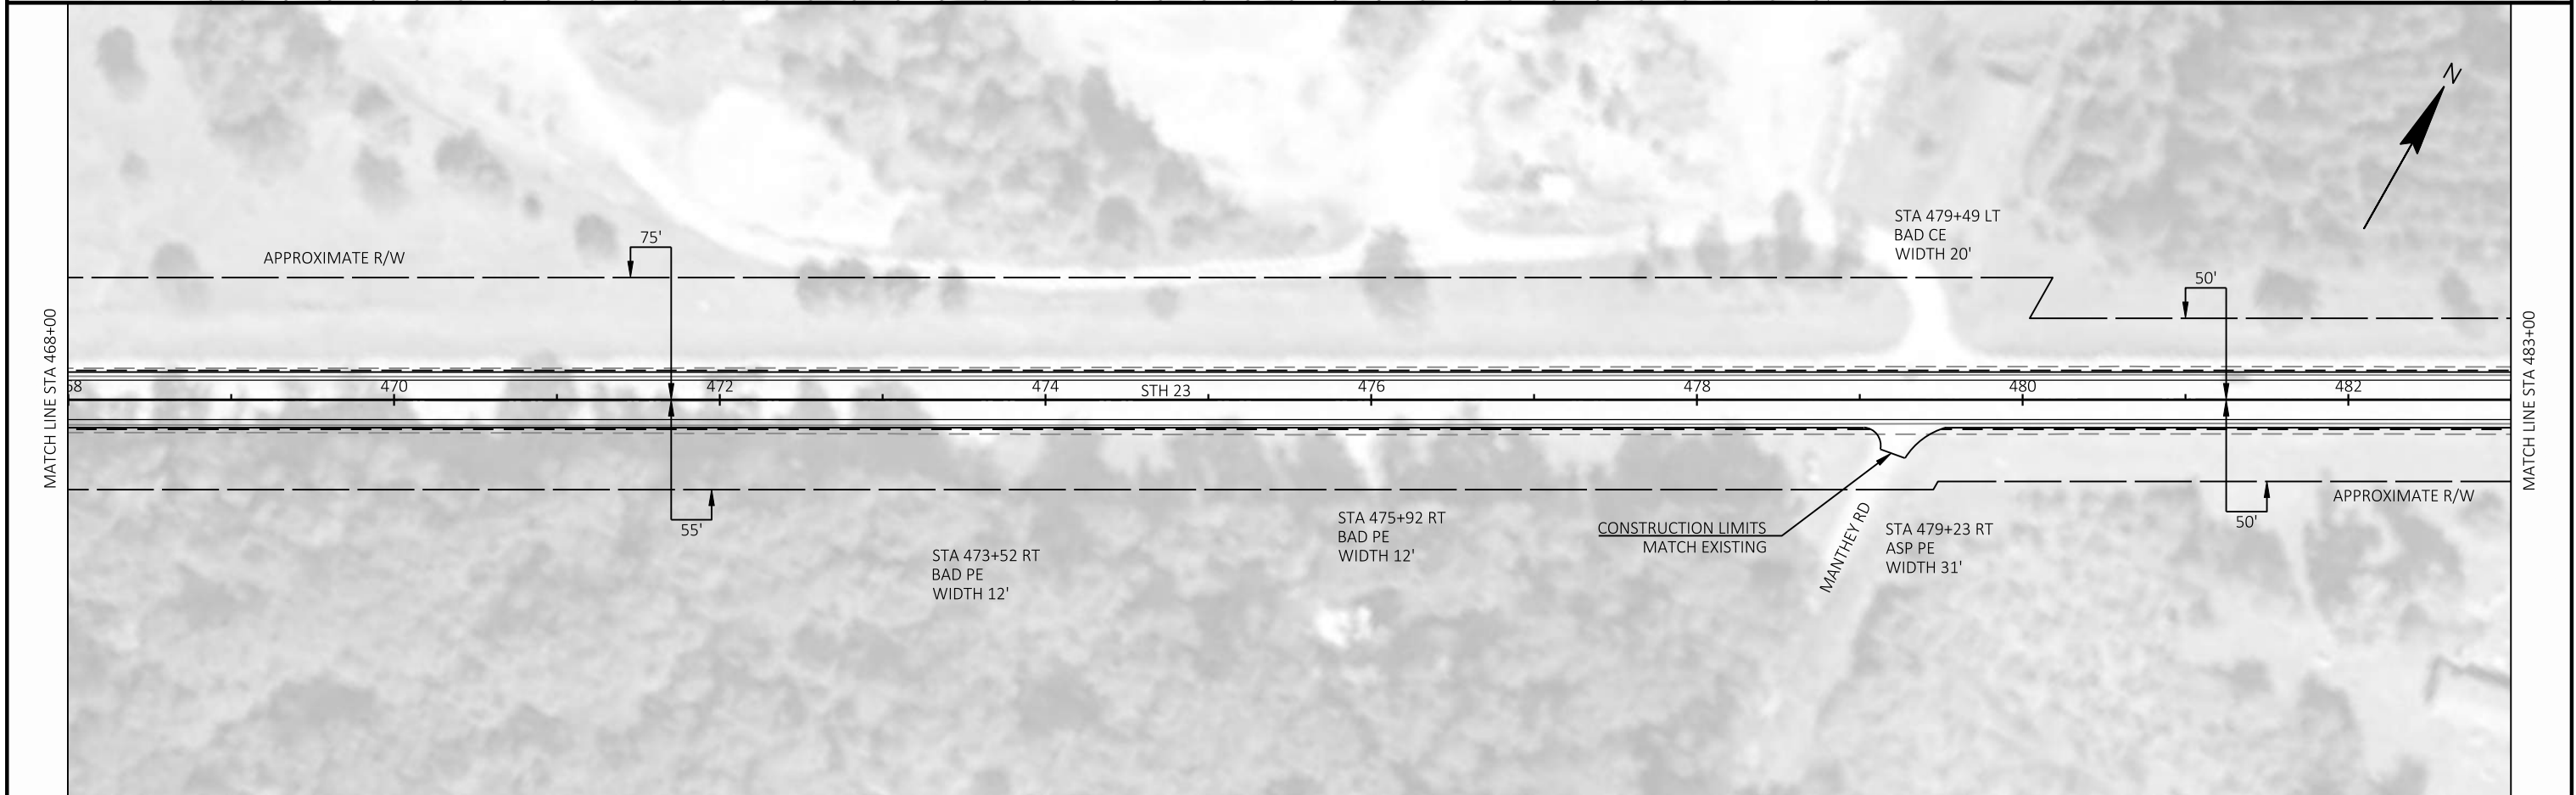 N
STA 479+49 LT
BAD CE
WIDTH 20'
75'
APPROXIMATE R/W
50'
MATCH LINE STA 468+00
MATCH LINE STA 483+00
68 470 472 474 476 478 480 482
STH 23
APPROXIMATE R/W
55'
50'
STA 475+92 RT
BAD PE
WIDTH 12'
CONSTRUCTION LIMITS
MATCH EXISTING
MANTHEY RD
STA 479+23 RT
ASP PE
WIDTH 31'
STA 473+52 RT
BAD PE
WIDTH 12'